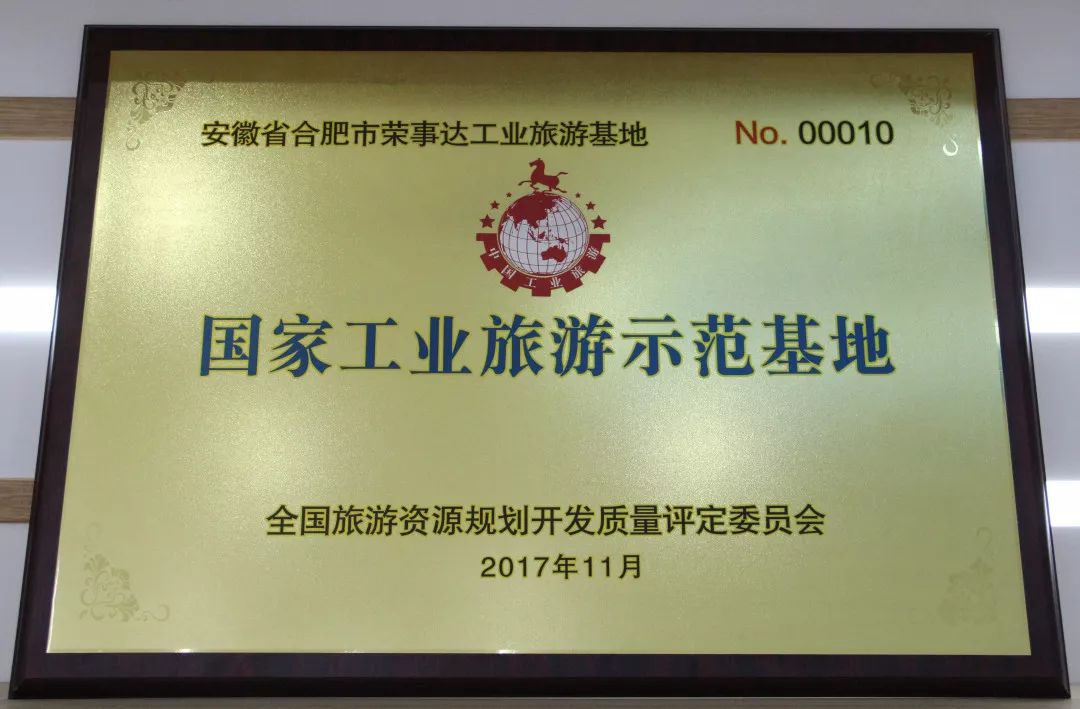 安徽省合肥市荣事达工业旅游基地 No. 00010
中国工业旅游
国家工业旅游示范基地
全国旅游资源规划开发质量评定委员会
2017年11月